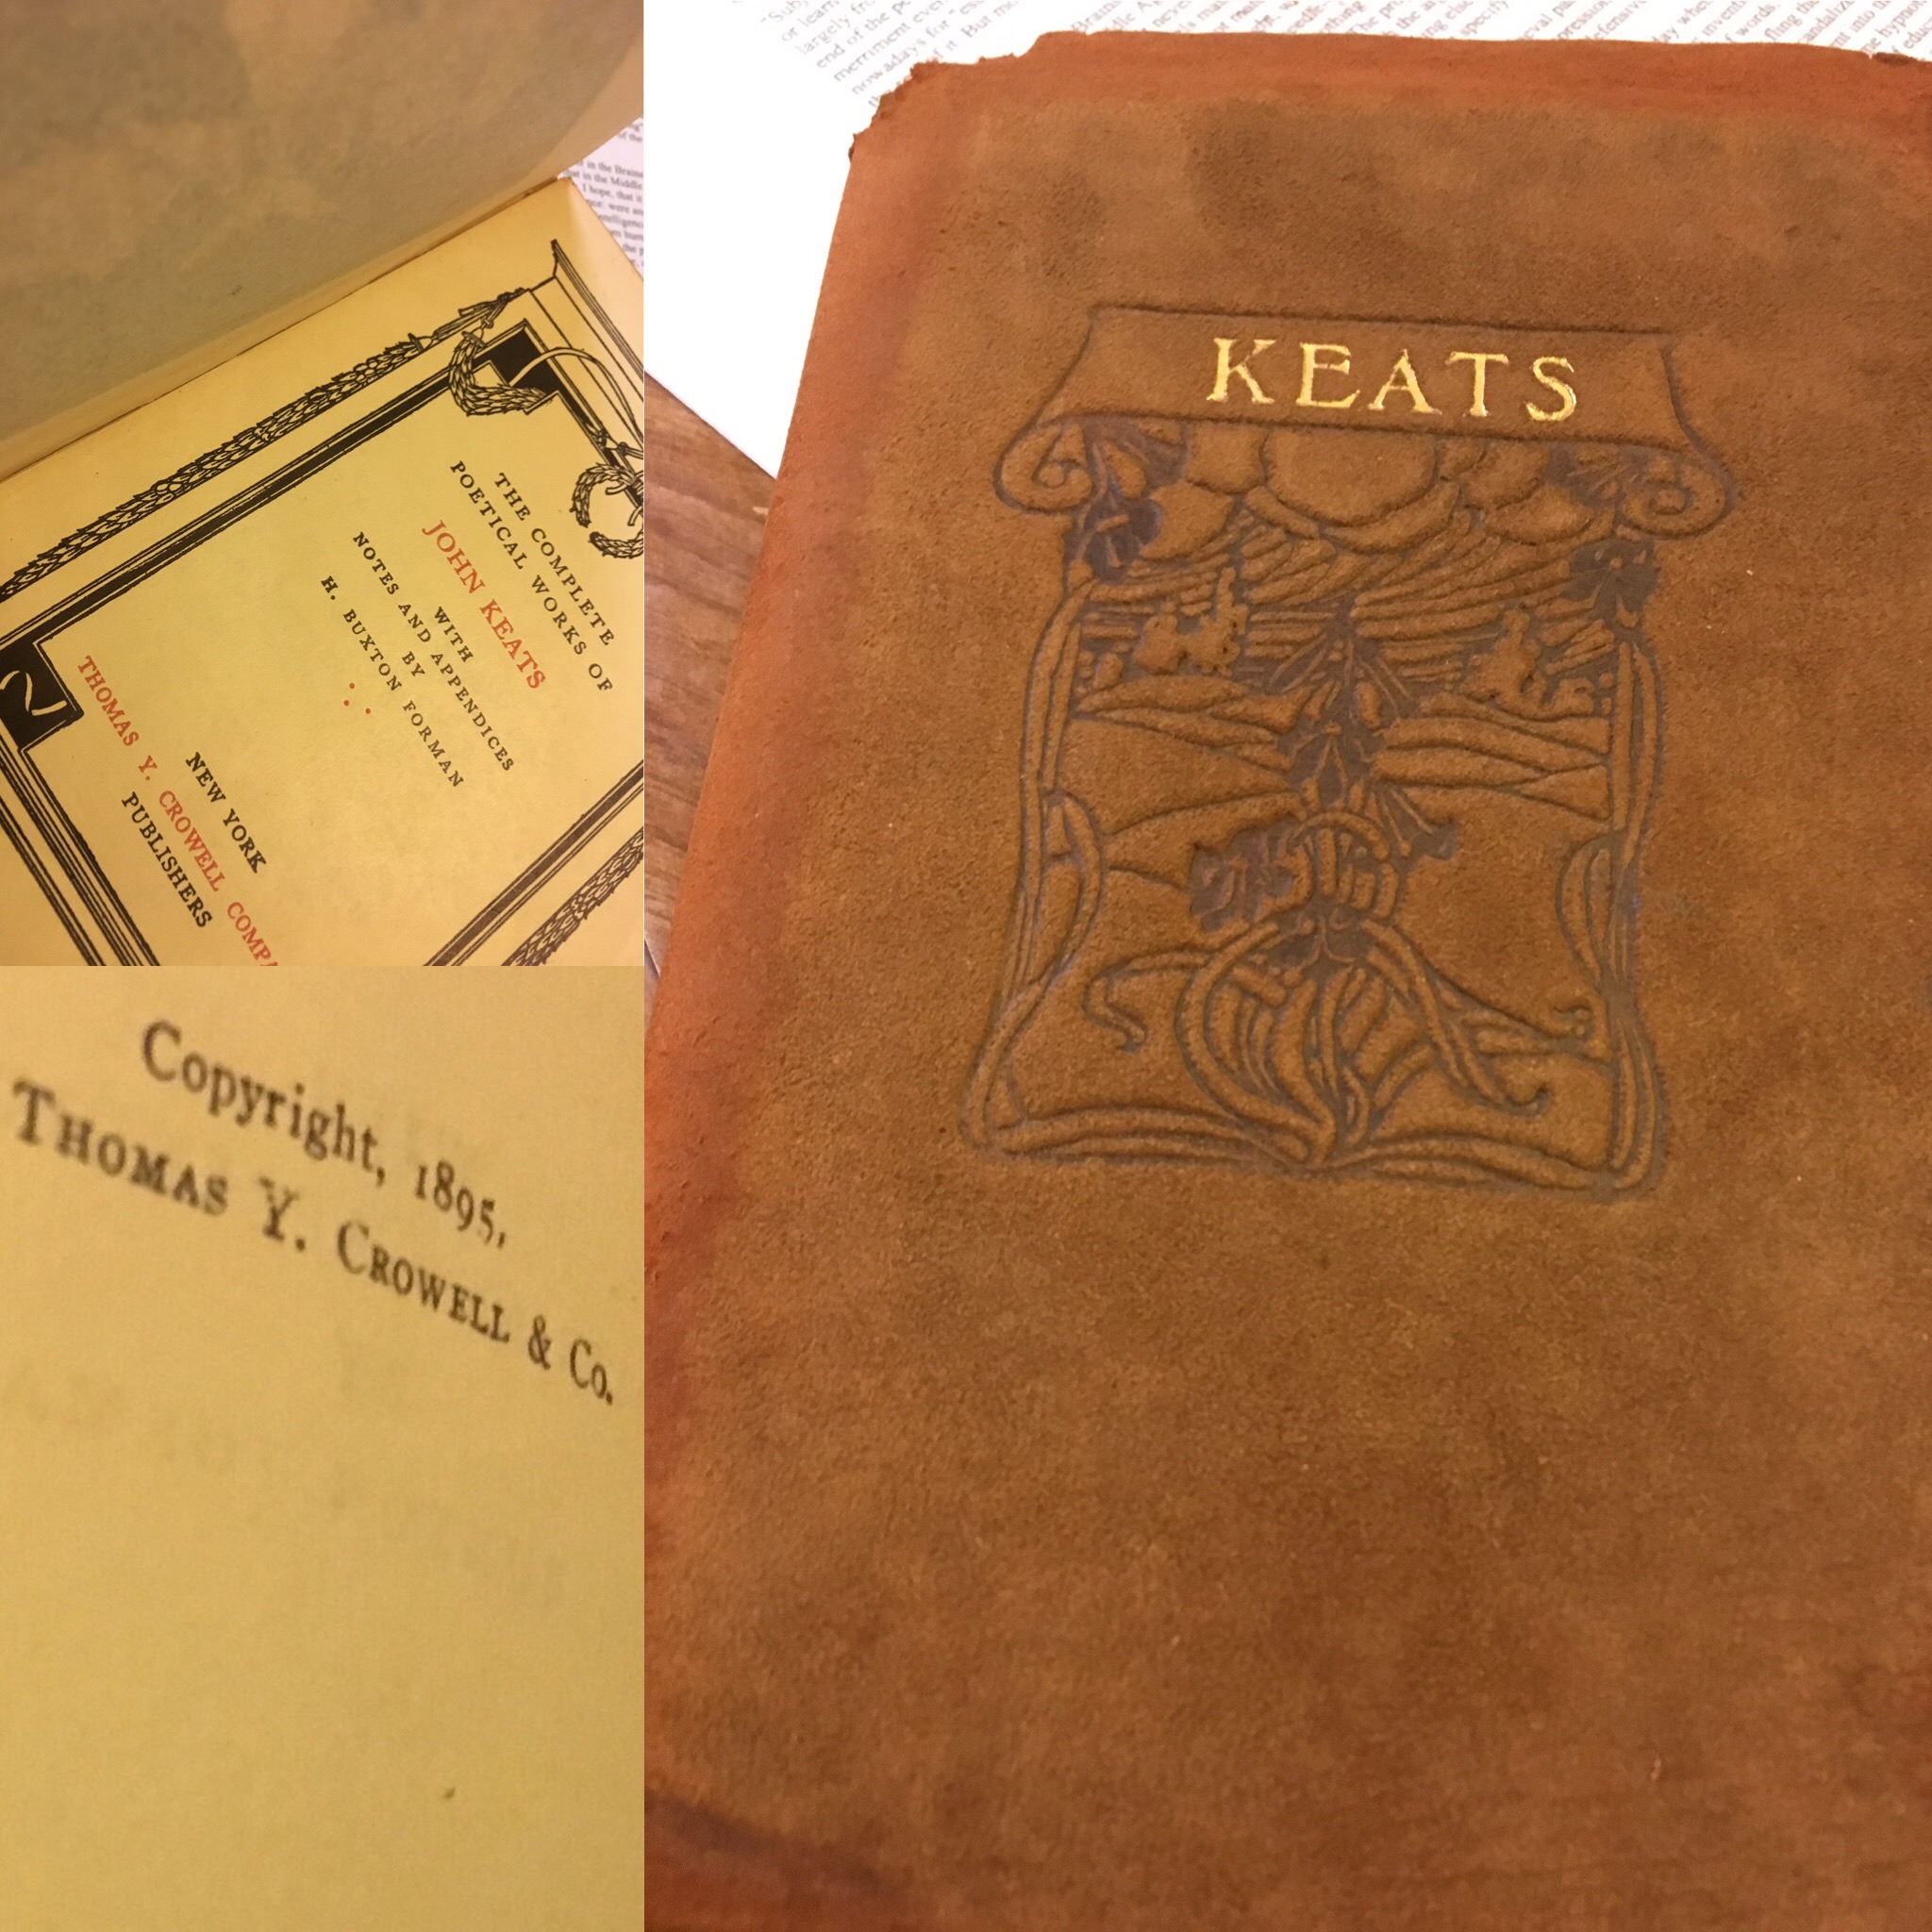 THE COMPLETE
POETICAL WORKS OF
JOHN KEATS
WITH
NOTES AND APPENDICES
BY
H. BUXTON FORMAN
NEW YORK
THOMAS Y. CROWELL COMPA
PUBLISHERS
Copyright, 1895,
THOMAS Y. CROWELL & CO.
KEATS